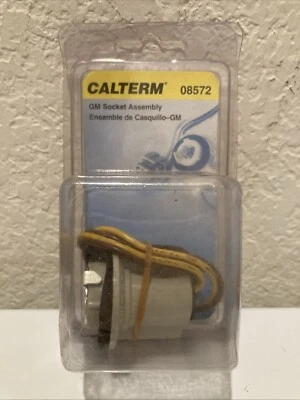 CALTERM® 08572
GM Socket Assembly
Ensamble de Casquillo-GM